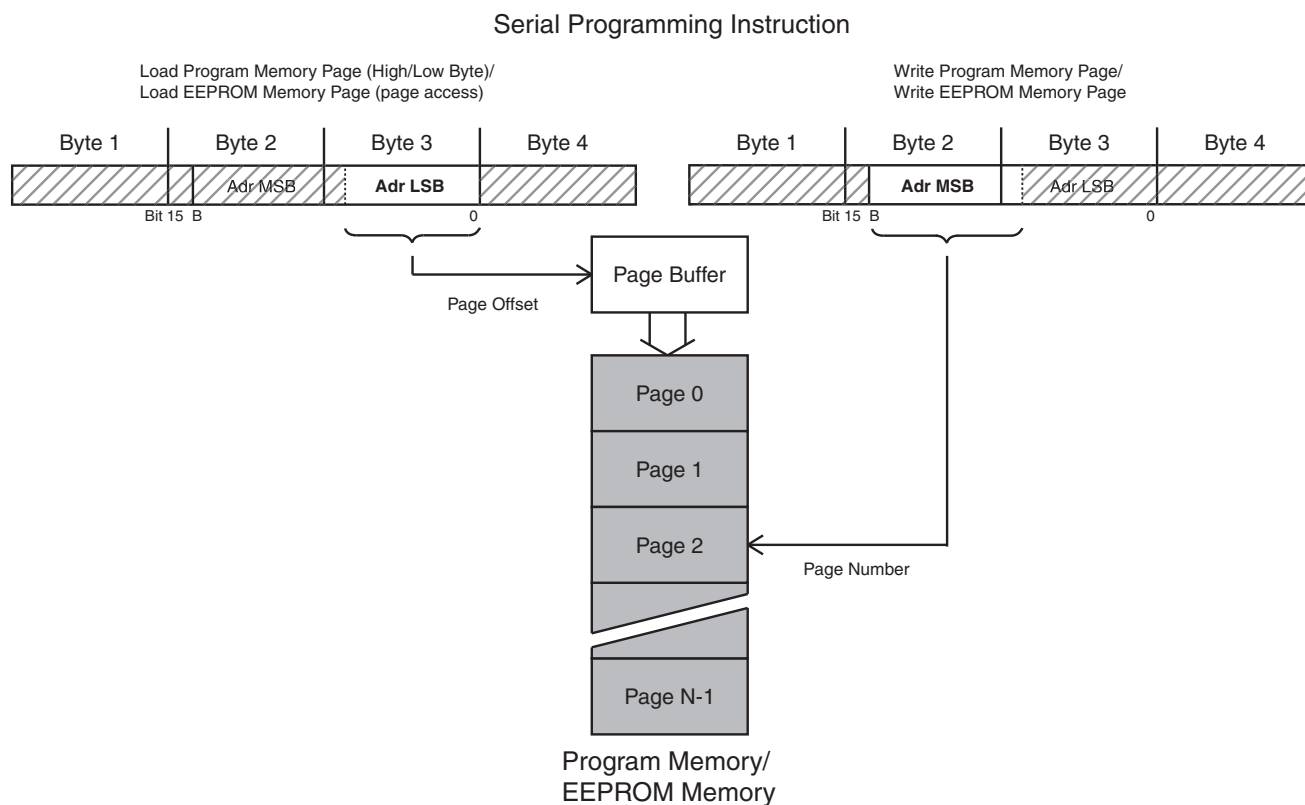 Serial Programming Instruction
Load Program Memory Page (High/Low Byte)/
Load EEPROM Memory Page (page access)
Write Program Memory Page/
Write EEPROM Memory Page
Byte 1 Byte 2 Byte 3 Byte 4
Byte 1 Byte 2 Byte 3 Byte 4
Adr MSB Adr LSB
Adr MSB Adr LSB
Bit 15 B 0
Bit 15 B 0
Page Buffer
Page Offset
Page 0
Page 1
Page 2
Page Number
Page N-1
Program Memory/
EEPROM Memory